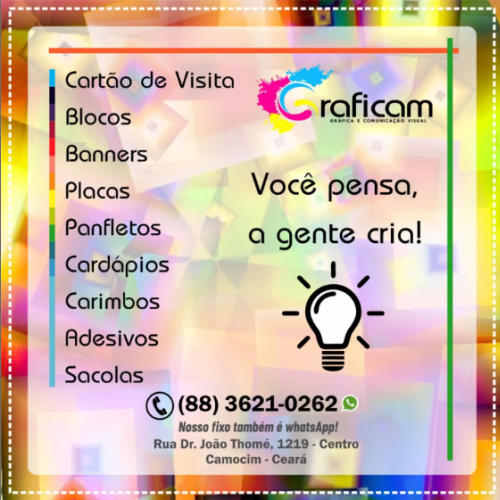 Cartão de Visita
Blocos
Banners
Placas
Panfletos
Cardápios
Carimbos
Adesivos
Sacolas
Graficam
GRÁFICA E COMUNICAÇÃO VISUAL
Você pensa,
a gente cria!
(88) 3621-0262
Nosso fixo também é whatsApp!
Rua Dr. João Thomé, 1219 - Centro
Camocim - Ceará